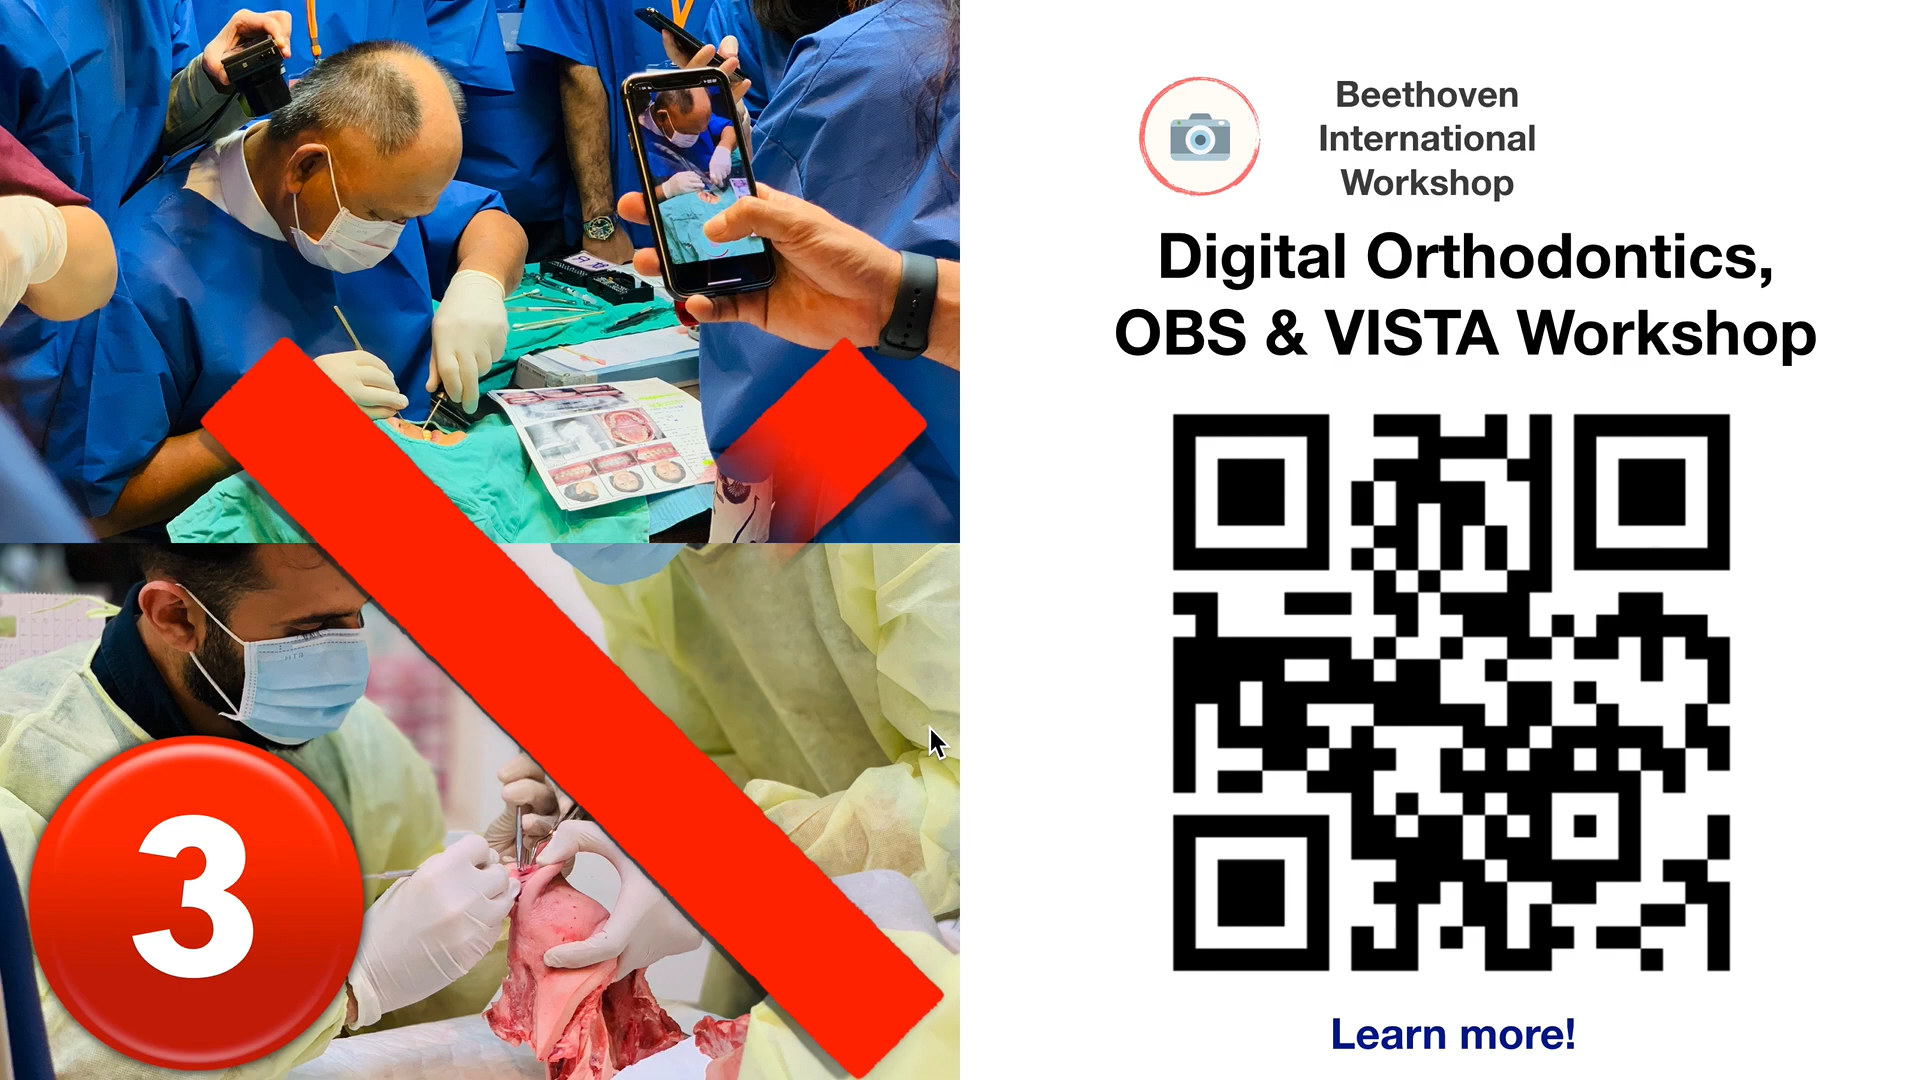 Beethoven
International
Workshop
Digital Orthodontics,
OBS & VISTA Workshop
3
Learn more!